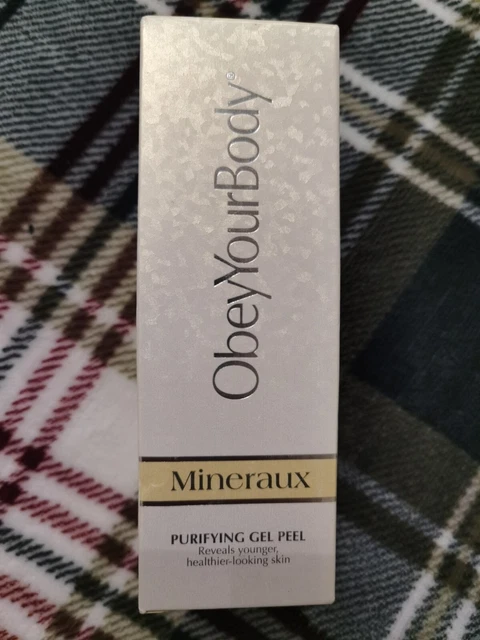 ObeyYourBody®
Mineraux
PURIFYING GEL PEEL
Reveals younger,
healthier-looking skin